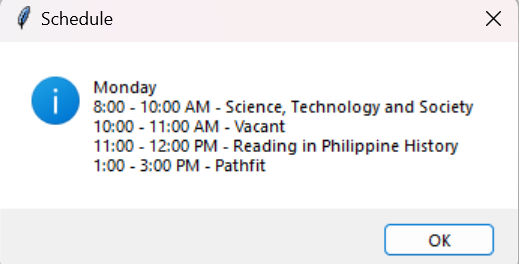 Schedule
Monday
8:00 - 10:00 AM - Science, Technology and Society
10:00 - 11:00 AM - Vacant
11:00 - 12:00 PM - Reading in Philippine History
1:00 - 3:00 PM - Pathfit
OK